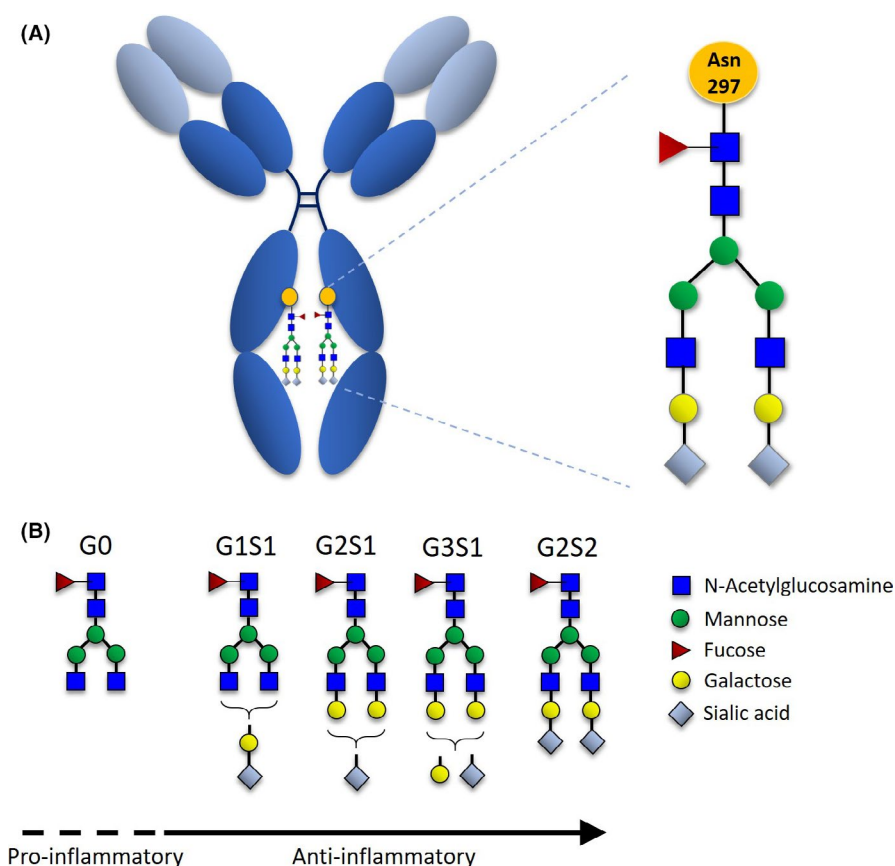 (A)
Asn
297
(B)
G0 G1S1 G2S1 G3S1 G2S2
N-Acetylglucosamine
Mannose
Fucose
Galactose
Sialic acid
Pro-inflammatory Anti-inflammatory